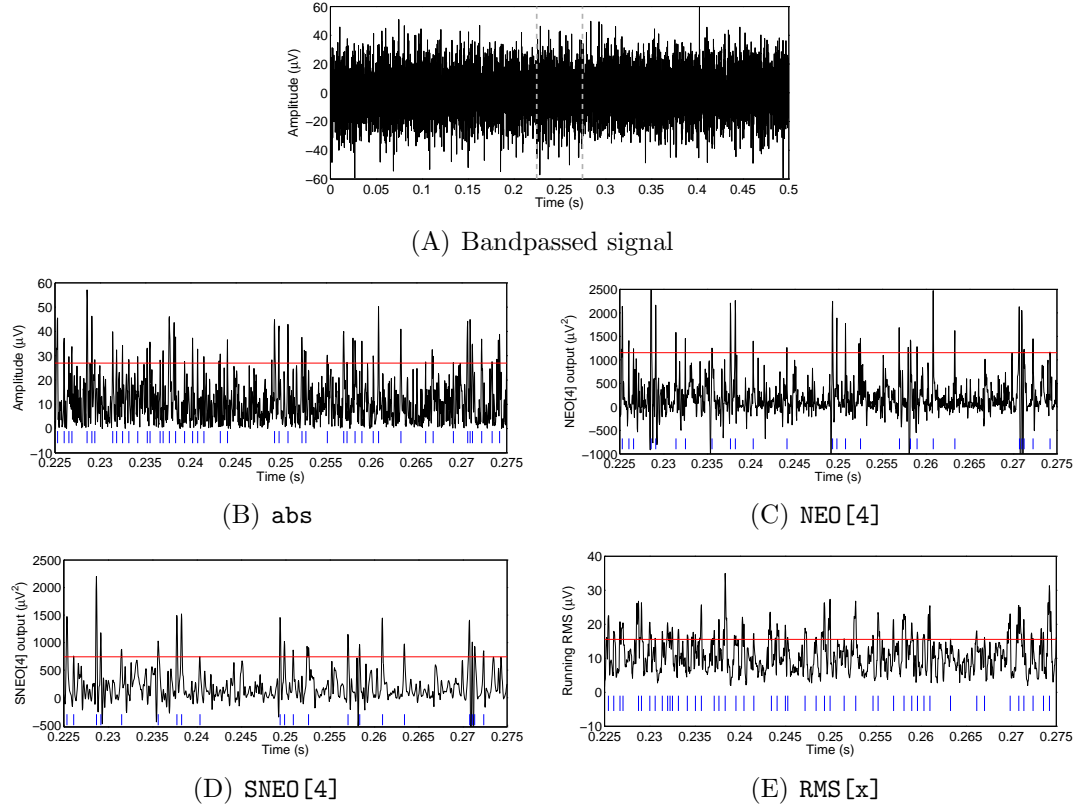 60
40
20
0
−20
−40
−60
Amplitude (μV)
0 0.05 0.1 0.15 0.2 0.25 0.3 0.35 0.4 0.45 0.5
Time (s)
(A) Bandpassed signal
60
50
40
30
20
10
0
−10
Amplitude (μV)
0.225 0.23 0.235 0.24 0.245 0.25 0.255 0.26 0.265 0.27 0.275
Time (s)
(B) abs
2500
2000
1500
1000
500
0
−500
−1000
NEO[4] output (μV²)
0.225 0.23 0.235 0.24 0.245 0.25 0.255 0.26 0.265 0.27 0.275
Time (s)
(C) NEO[4]
2500
2000
1500
1000
500
0
−500
SNEO[4] output (μV²)
0.225 0.23 0.235 0.24 0.245 0.25 0.255 0.26 0.265 0.27 0.275
Time (s)
(D) SNEO[4]
40
30
20
10
0
−10
Running RMS (μV)
0.225 0.23 0.235 0.24 0.245 0.25 0.255 0.26 0.265 0.27 0.275
Time (s)
(E) RMS[x]